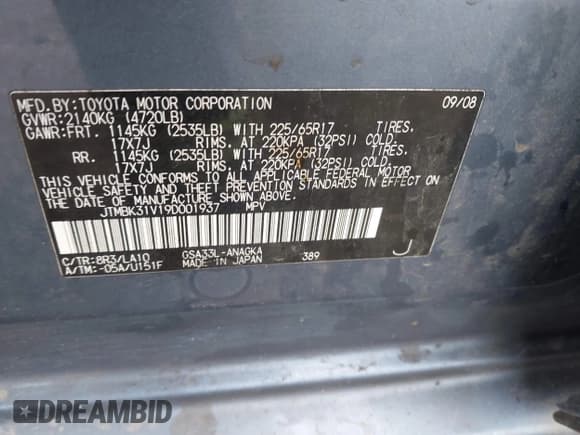 MFD.BY:TOYOTA MOTOR CORPORATION 09/08
GVWR:2140KG (4720LB)
GAWR:FRT. 1145KG (2535LB) WITH 225/65R17 TIRES.
17X7J RIMS. AT 220KPA (32PSI) COLD.
RR. 1145KG (2535LB) WITH 225/65R17 TIRES.
17X7J RIMS. AT 220KPA (32PSI) COLD.
THIS VEHICLE CONFORMS TO ALL APPLICABLE FEDERAL MOTOR
VEHICLE SAFETY AND THEFT PREVENTION STANDARDS IN EFFECT ON
THE DATE OF MANUFACTURE SHOWN ABOVE.
JTMBK31V19D001937 MPV
C/TR:8R3/LA10 GSA33L-ANAGKA J
A/TM:-05A/U151F MADE IN JAPAN 389
DREAMBID